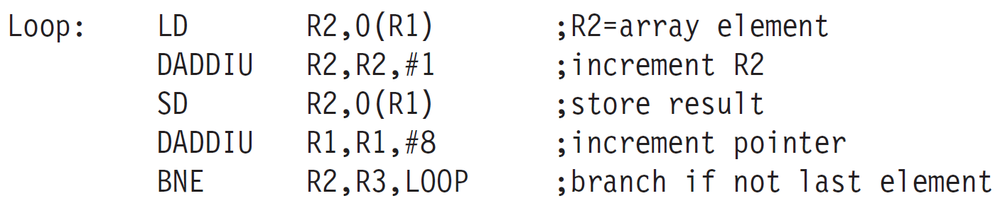 Loop: LD R2,0(R1) ;R2=array element
DADDIU R2,R2,#1 ;increment R2
SD R2,0(R1) ;store result
DADDIU R1,R1,#8 ;increment pointer
BNE R2,R3,LOOP ;branch if not last element